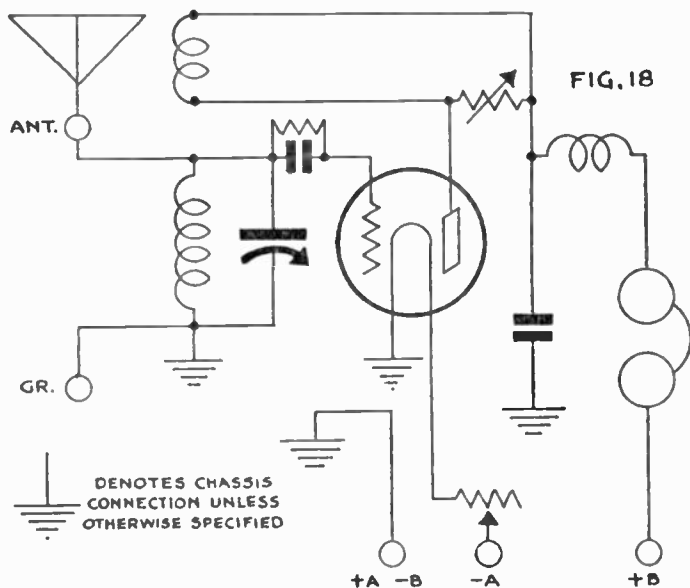 FIG.18
ANT.
GR.
DENOTES CHASSIS
CONNECTION UNLESS
OTHERWISE SPECIFIED
+A -B
-A
+B